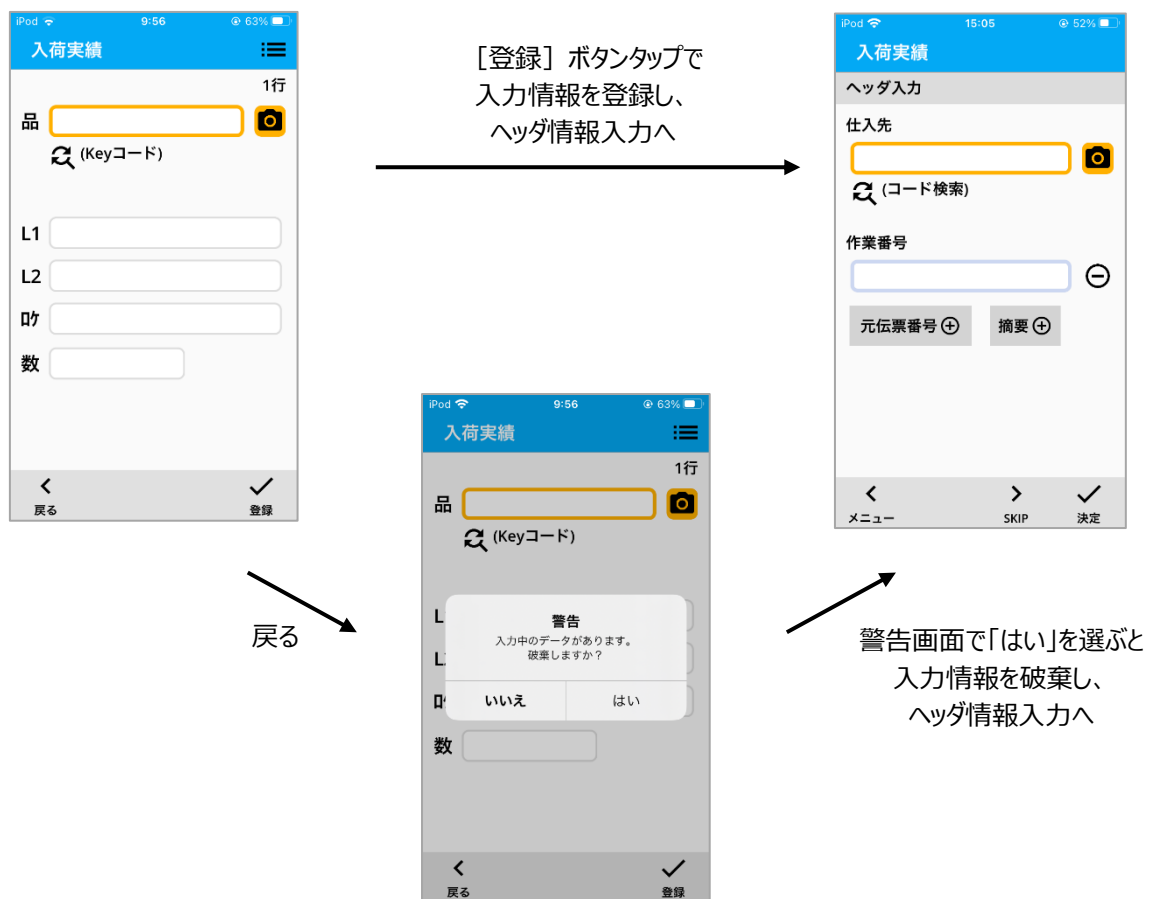 iPod 9:56 63%
入荷実績
1行
品
(Keyコード)
L1
L2
ﾛｹ
数
戻る 登録
［登録］ボタンタップで
入力情報を登録し、
ヘッダ情報入力へ
iPod 15:05 52%
入荷実績
ヘッダ入力
仕入先
(コード検索)
作業番号
元伝票番号 摘要
メニュー SKIP 決定
戻る
iPod 9:56 63%
入荷実績
1行
品
(Keyコード)
L
警告
入力中のデータがあります。
破棄しますか？
L
いいえ はい
数
戻る 登録
警告画面で「はい」を選ぶと
入力情報を破棄し、
ヘッダ情報入力へ